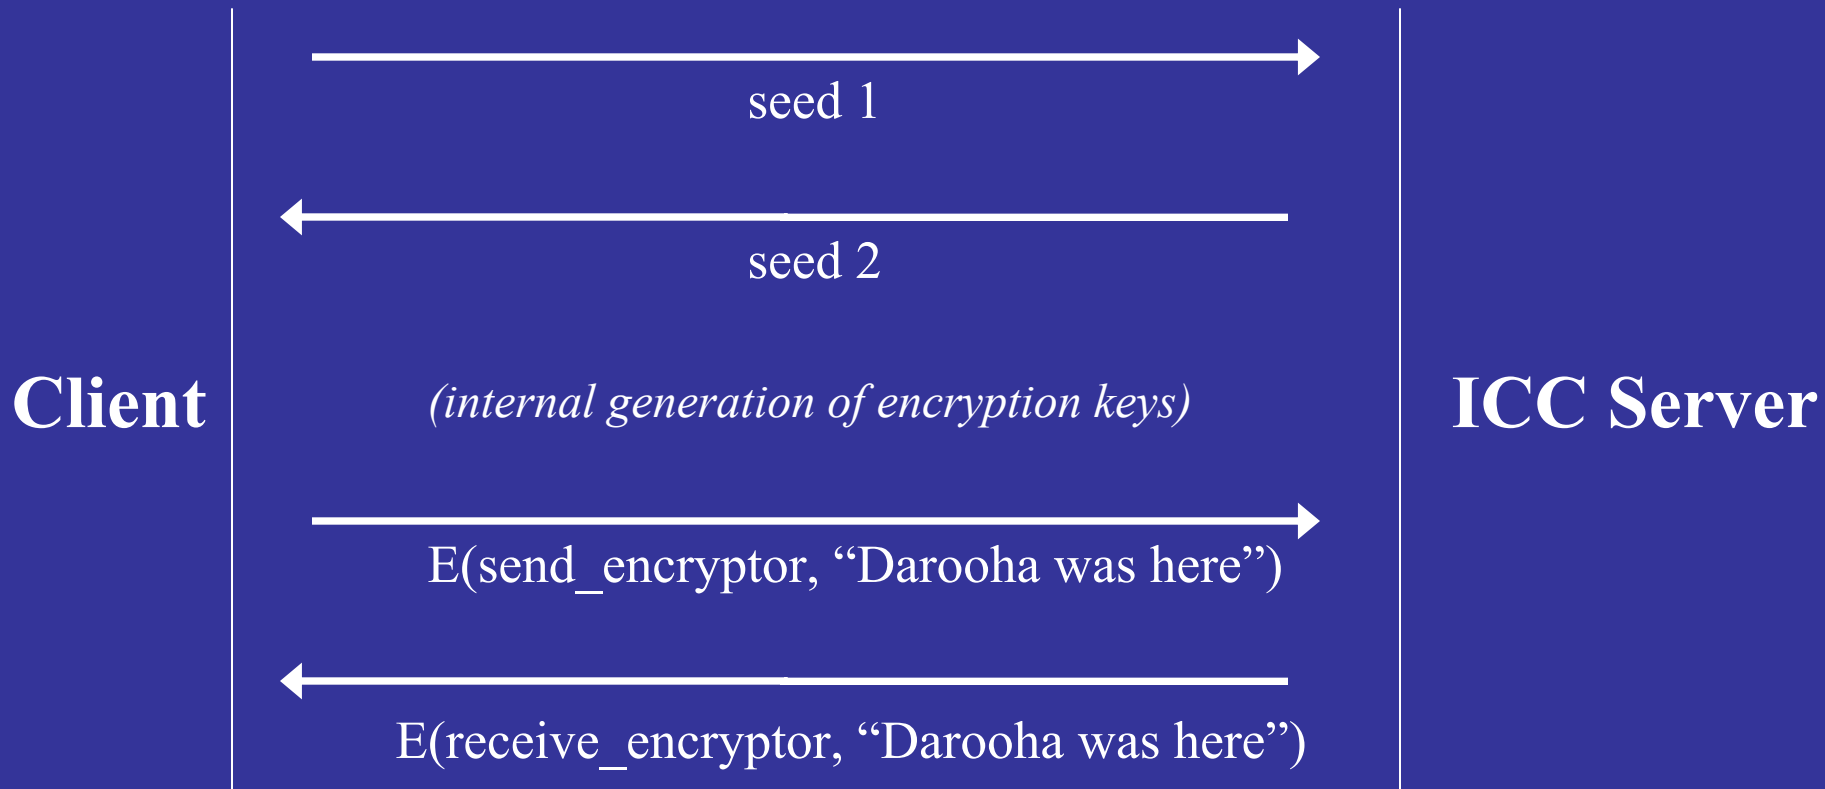 seed 1
seed 2
Client
(internal generation of encryption keys)
ICC Server
E(send_encryptor, “Darooha was here”)
E(receive_encryptor, “Darooha was here”)